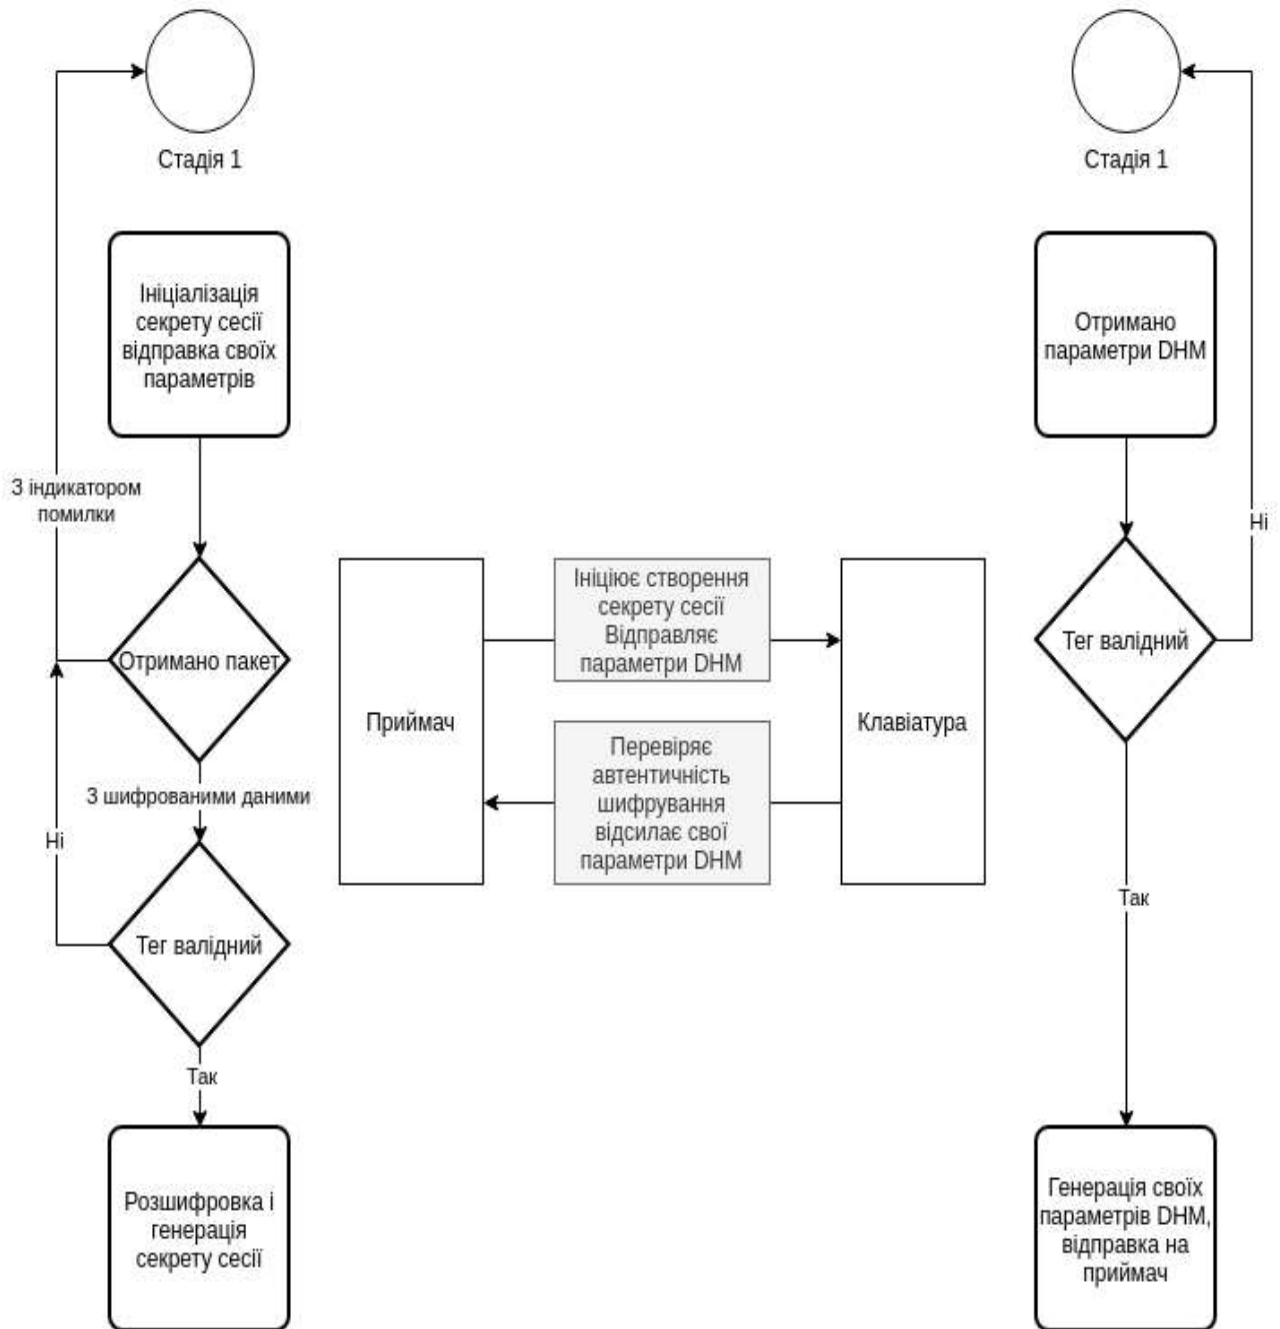 Стадія 1
Ініціалізація
секрету сесії
відправка своїх
параметрів
З індикатором
помилки
Отримано пакет
З шифрованими даними
Ні
Тег валідний
Так
Розшифровка і
генерація
секрету сесії
Приймач
Ініціює створення
секрету сесії
Відправляє
параметри DHM
Перевіряє
автентичність
шифрування
відсилає свої
параметри DHM
Клавіатура
Стадія 1
Отримано
параметри DHM
Ні
Тег валідний
Так
Генерація своїх
параметрів DHM,
відправка на
приймач